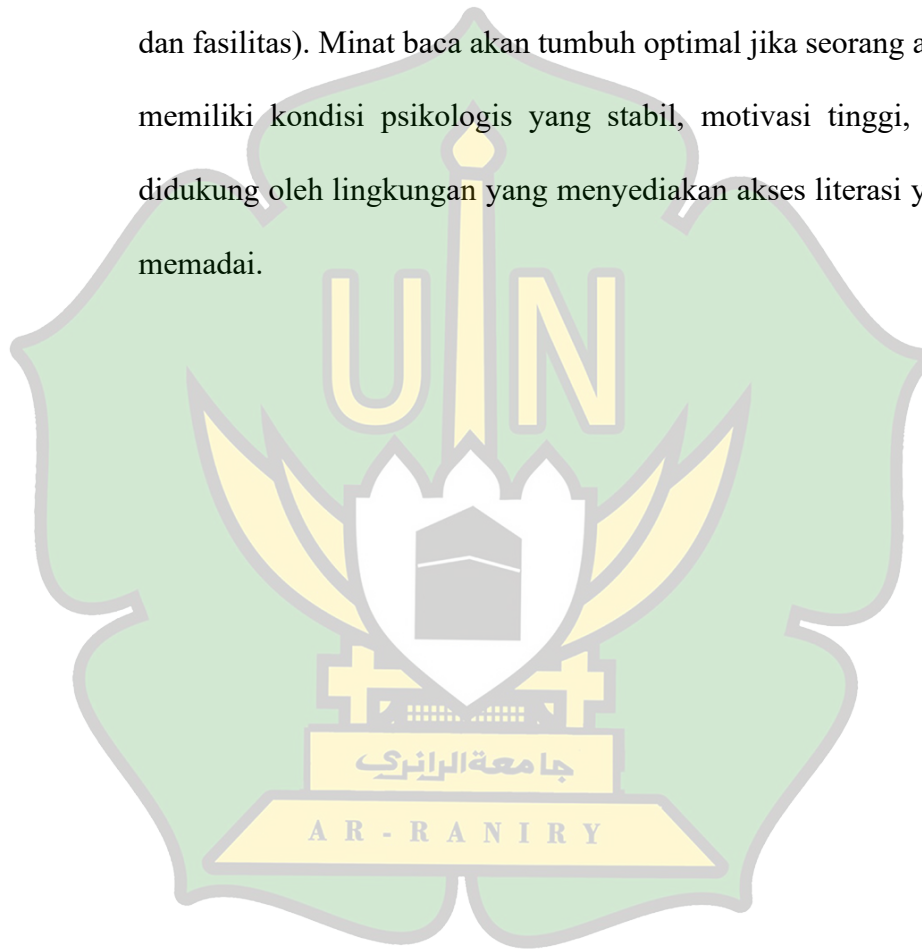 dan fasilitas). Minat baca akan tumbuh optimal jika seorang a
memiliki kondisi psikologis yang stabil, motivasi tinggi,
didukung oleh lingkungan yang menyediakan akses literasi y
memadai.
UIN
جامعةالرانري
AR-RANIRY